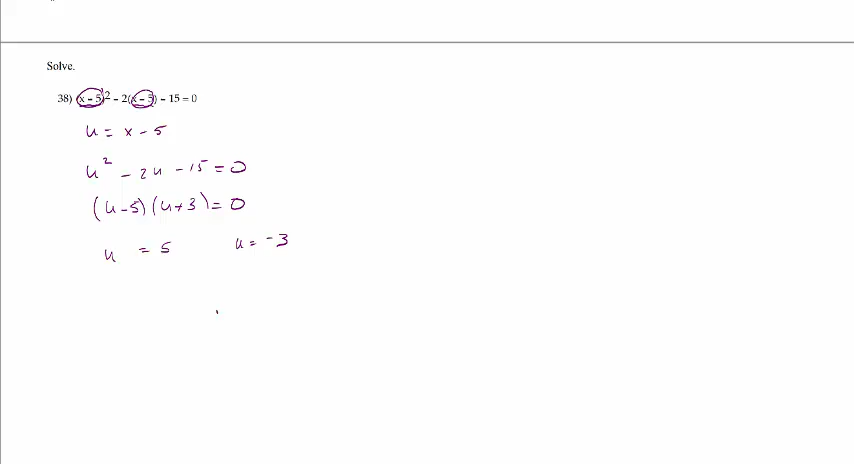 Solve.
38) (x - 5)2 - 2(x - 5) - 15 = 0
u = x - 5
u2 - 2u - 15 = 0
(u - 5) (u + 3) = 0
u = 5 u = -3